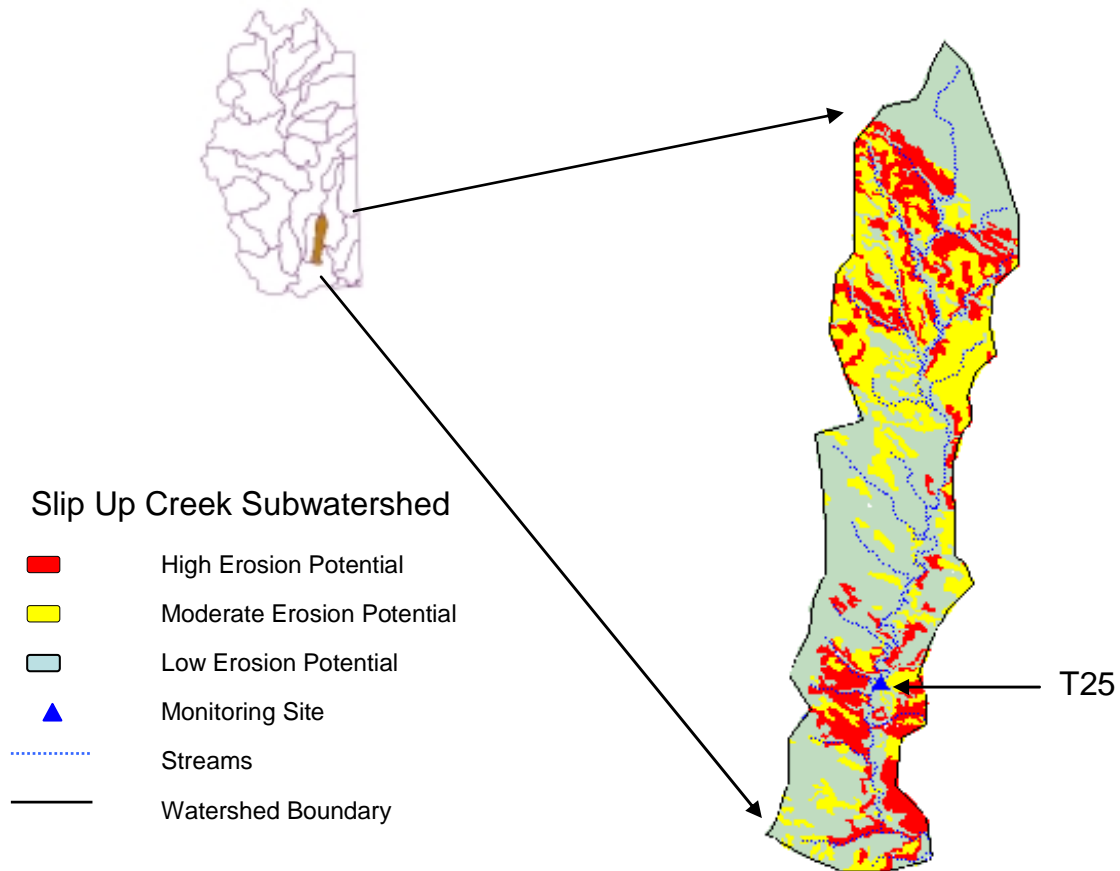 Slip Up Creek Subwatershed
High Erosion Potential
Moderate Erosion Potential
Low Erosion Potential
Monitoring Site
Streams
Watershed Boundary
T25